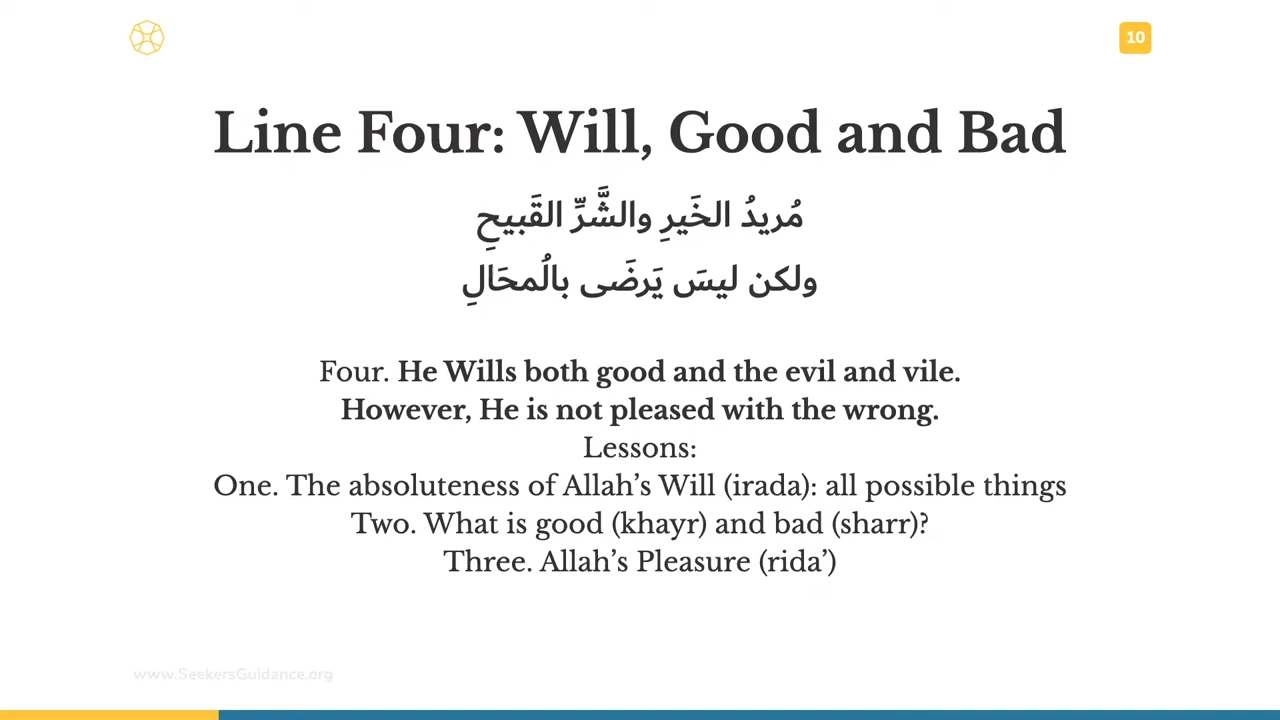 10
Line Four: Will, Good and Bad
مُريدُ الخَيرِ والشَّرِّ القَبيحِ
ولكن ليسَ يَرضَى بالُمحَالِ
Four. He Wills both good and the evil and vile.
However, He is not pleased with the wrong.
Lessons:
One. The absoluteness of Allah’s Will (irada): all possible things
Two. What is good (khayr) and bad (sharr)?
Three. Allah’s Pleasure (rida’)
www.SeekersGuidance.org